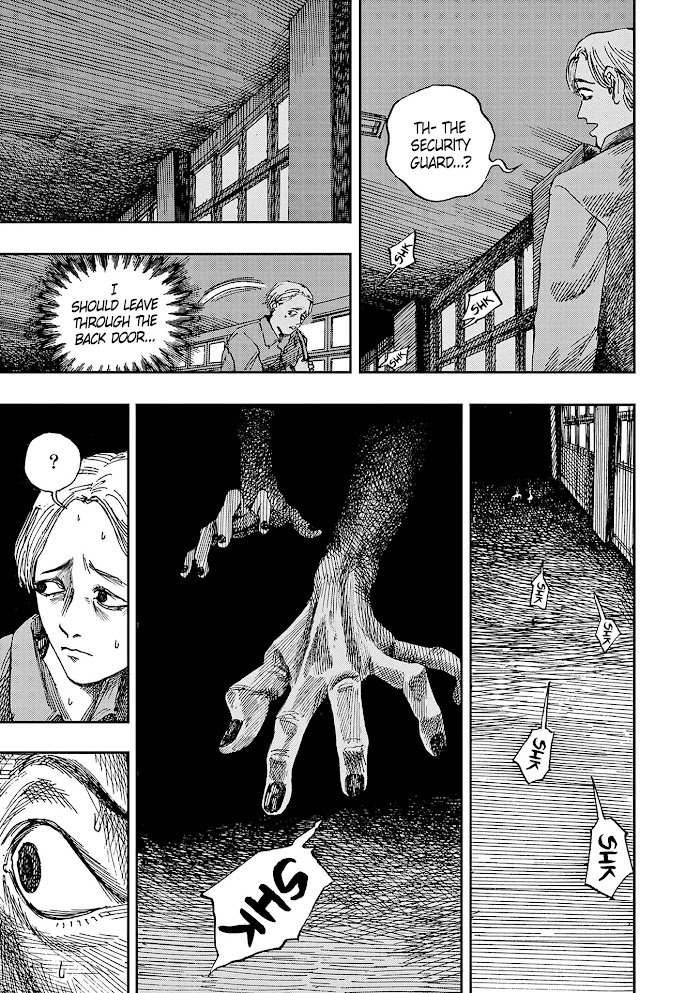 TH- THE
SECURITY
GUARD...?
SHK
SHK
SHK
I
SHOULD LEAVE
THROUGH THE
BACK DOOR...
SHK
SHK
SHK
SHK
SHK
?